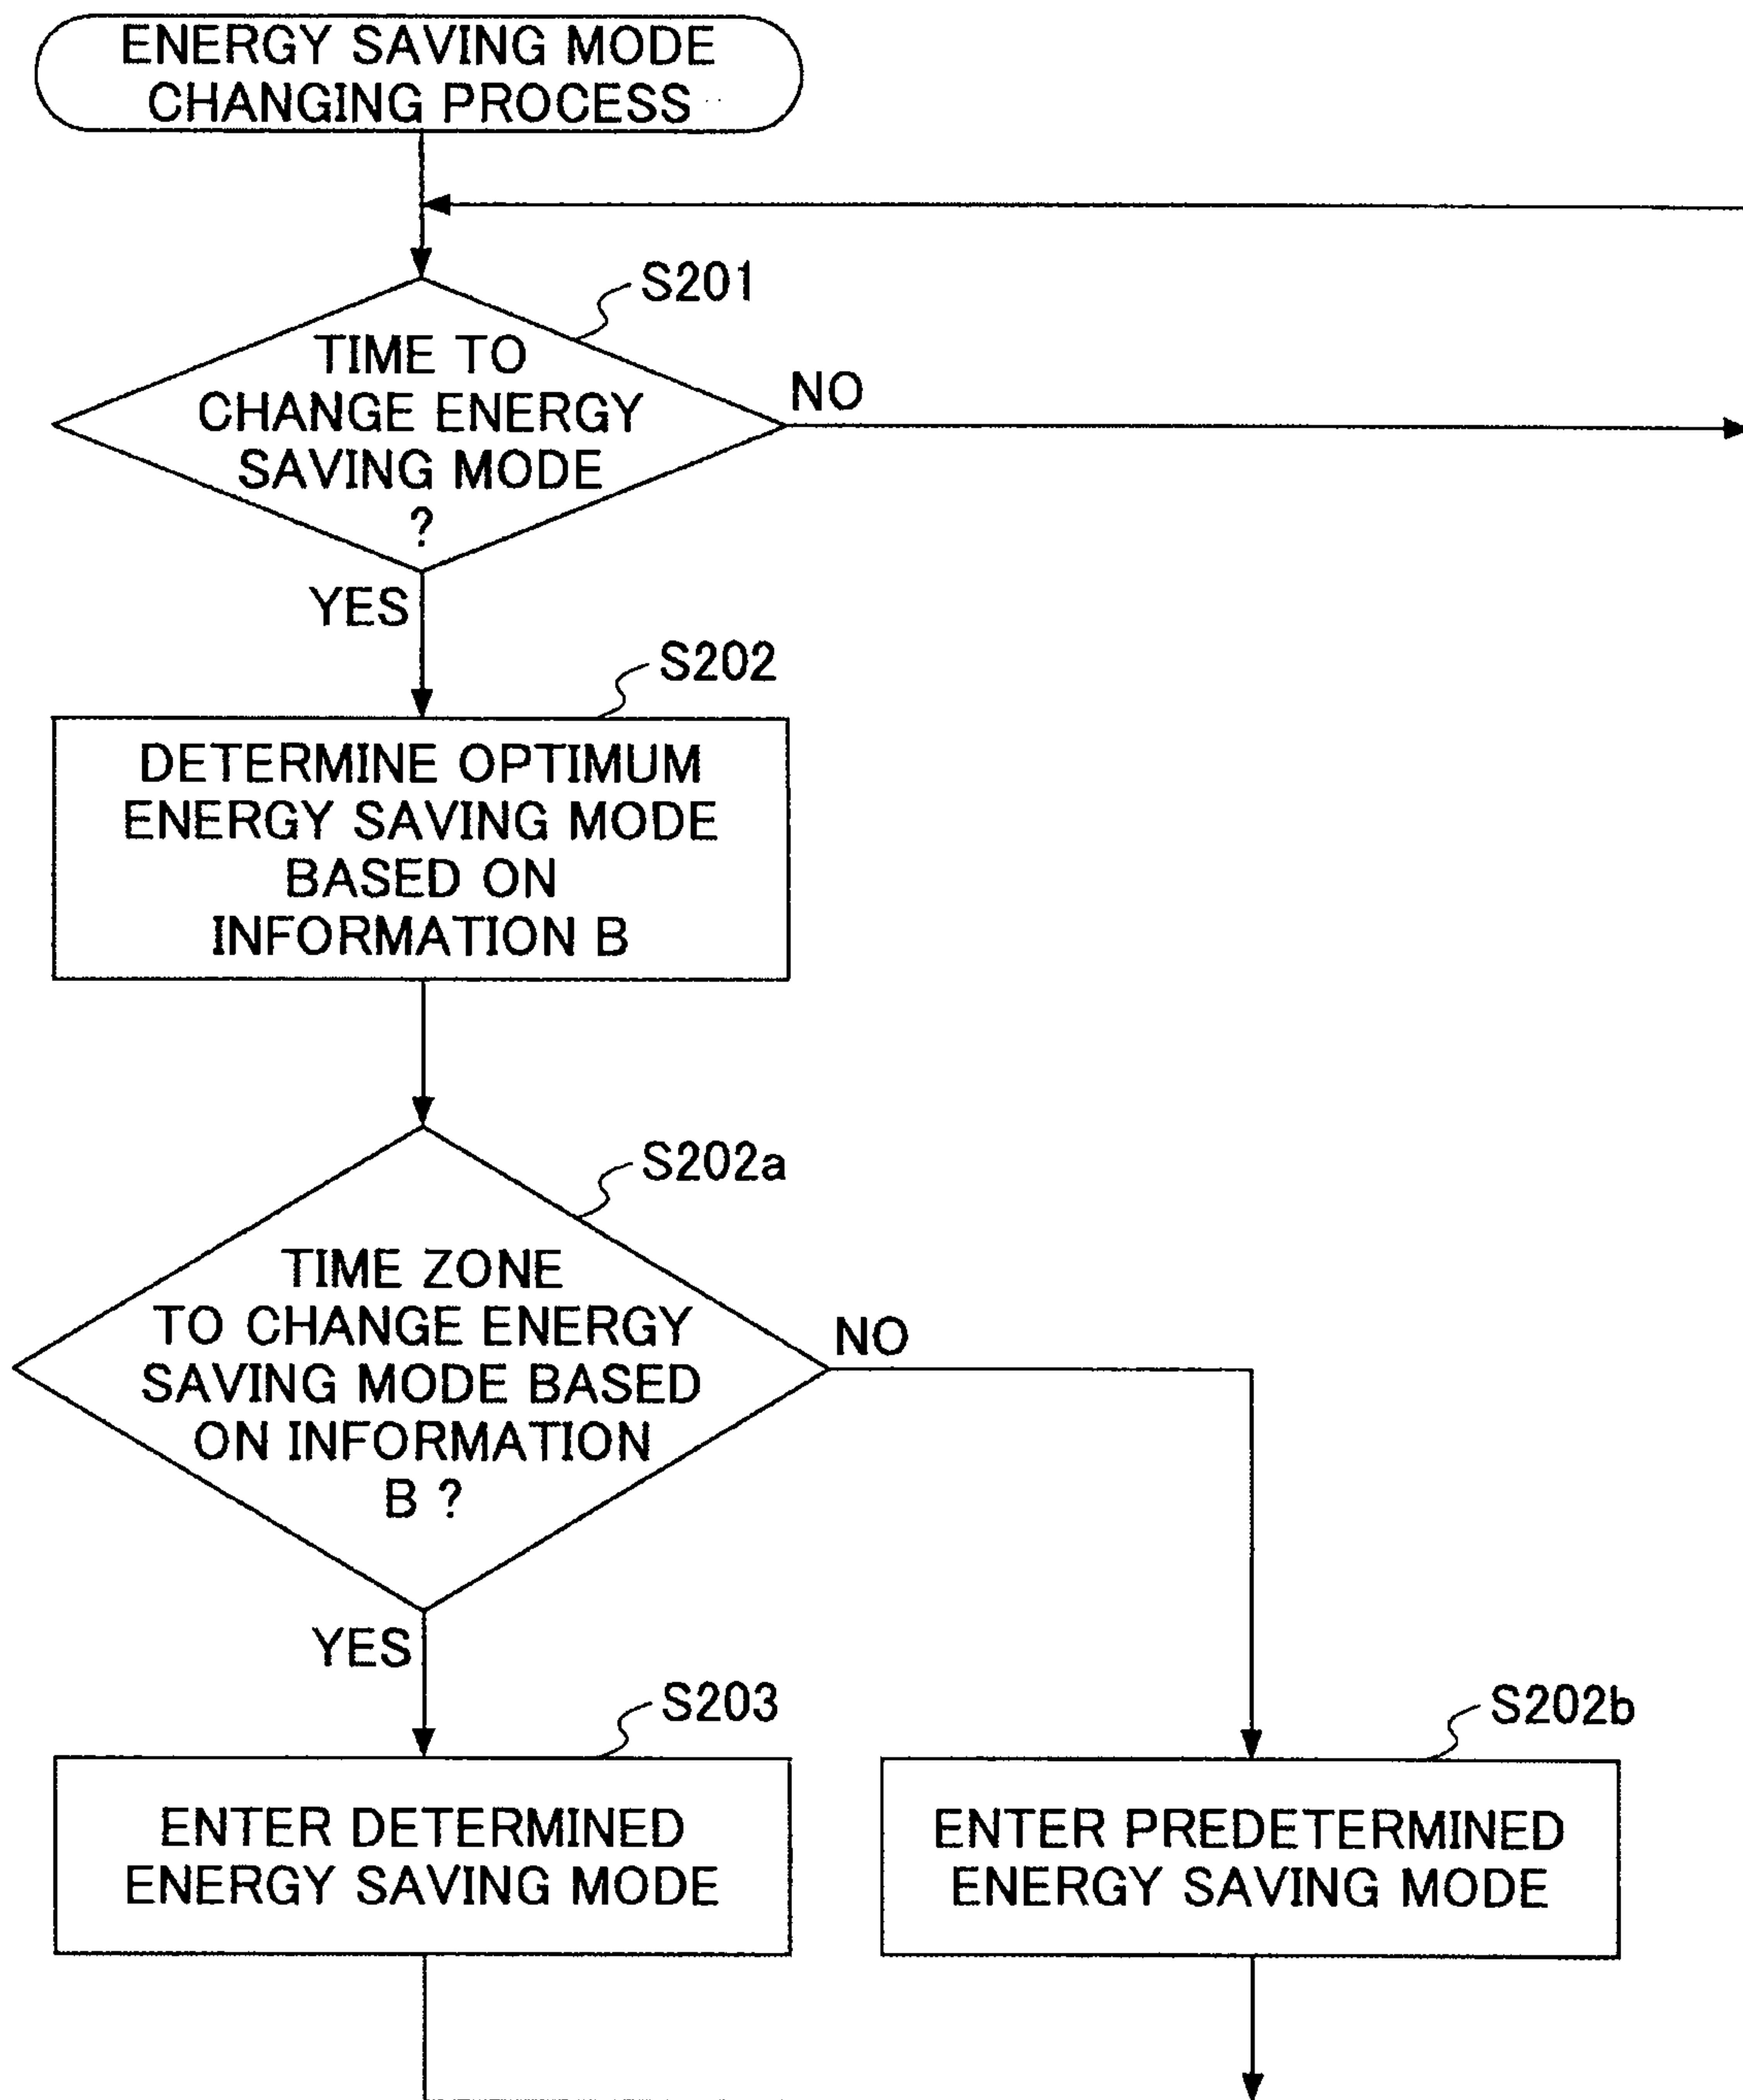 ENERGY SAVING MODE
CHANGING PROCESS
S201
TIME TO
CHANGE ENERGY
SAVING MODE
?
NO
YES
S202
DETERMINE OPTIMUM
ENERGY SAVING MODE
BASED ON
INFORMATION B
S202a
TIME ZONE
TO CHANGE ENERGY
SAVING MODE BASED
ON INFORMATION
B ?
NO
YES
S203
ENTER DETERMINED
ENERGY SAVING MODE
S202b
ENTER PREDETERMINED
ENERGY SAVING MODE